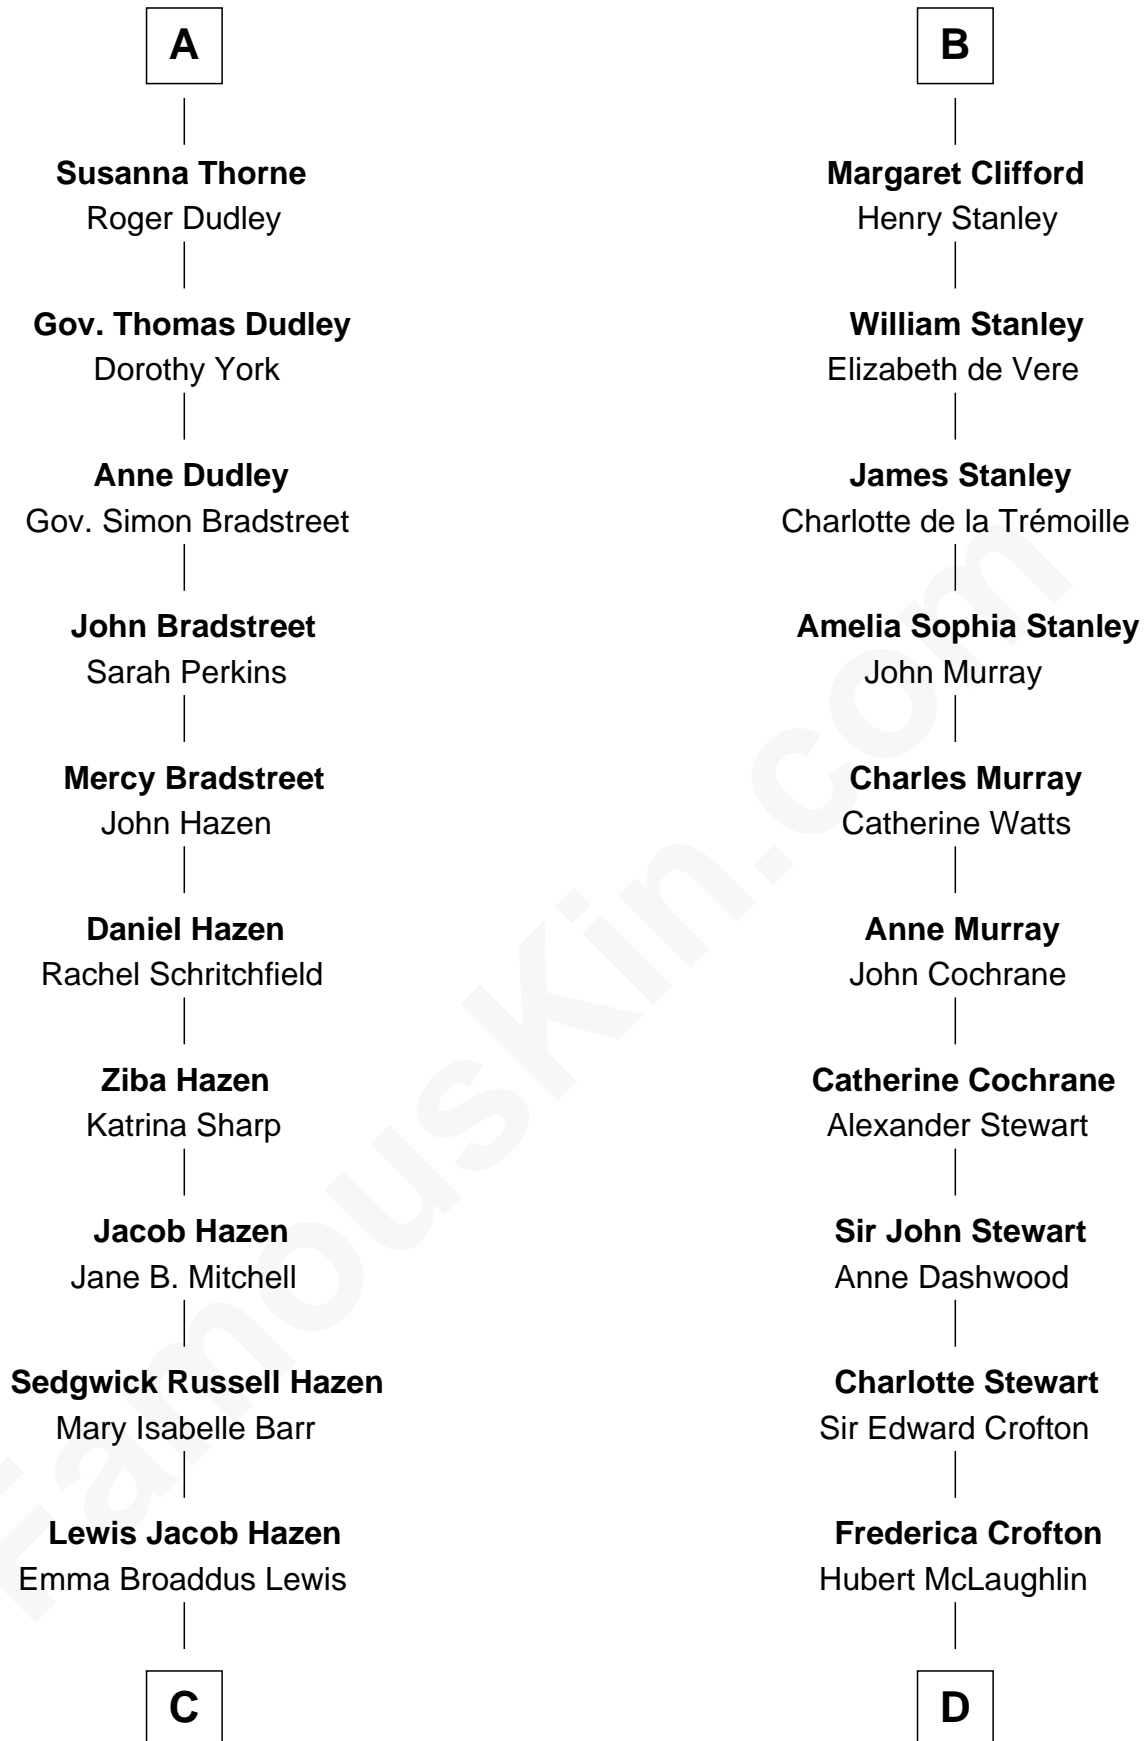 A
Susanna Thorne
Roger Dudley
Gov. Thomas Dudley
Dorothy York
Anne Dudley
Gov. Simon Bradstreet
John Bradstreet
Sarah Perkins
Mercy Bradstreet
John Hazen
Daniel Hazen
Rachel Schritchfield
Ziba Hazen
Katrina Sharp
Jacob Hazen
Jane B. Mitchell
Sedgwick Russell Hazen
Mary Isabelle Barr
Lewis Jacob Hazen
Emma Broaddus Lewis
C
B
Margaret Clifford
Henry Stanley
William Stanley
Elizabeth de Vere
James Stanley
Charlotte de la Trémoille
Amelia Sophia Stanley
John Murray
Charles Murray
Catherine Watts
Anne Murray
John Cochrane
Catherine Cochrane
Alexander Stewart
Sir John Stewart
Anne Dashwood
Charlotte Stewart
Sir Edward Crofton
Frederica Crofton
Hubert McLaughlin
D
FamousKin.com